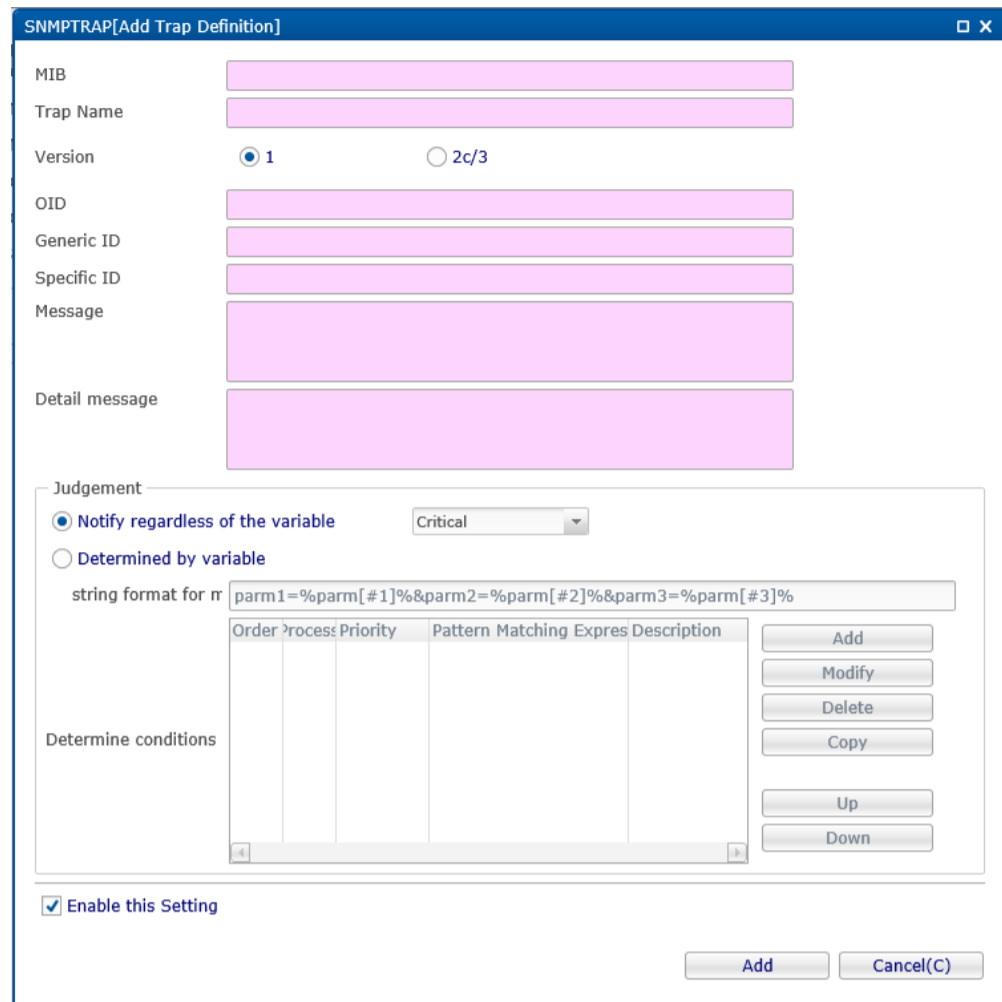 SNMPTRAP[Add Trap Definition]
MIB
Trap Name
Version 1 2c/3
OID
Generic ID
Specific ID
Message
Detail message
Judgement
Notify regardless of the variable Critical
Determined by variable
string format for m parm1=%parm[#1]%&parm2=%parm[#2]%&parm3=%parm[#3]%
Order Process Priority Pattern Matching Expres Description
Add
Modify
Delete
Determine conditions Copy
Up
Down
Enable this Setting
Add Cancel(C)